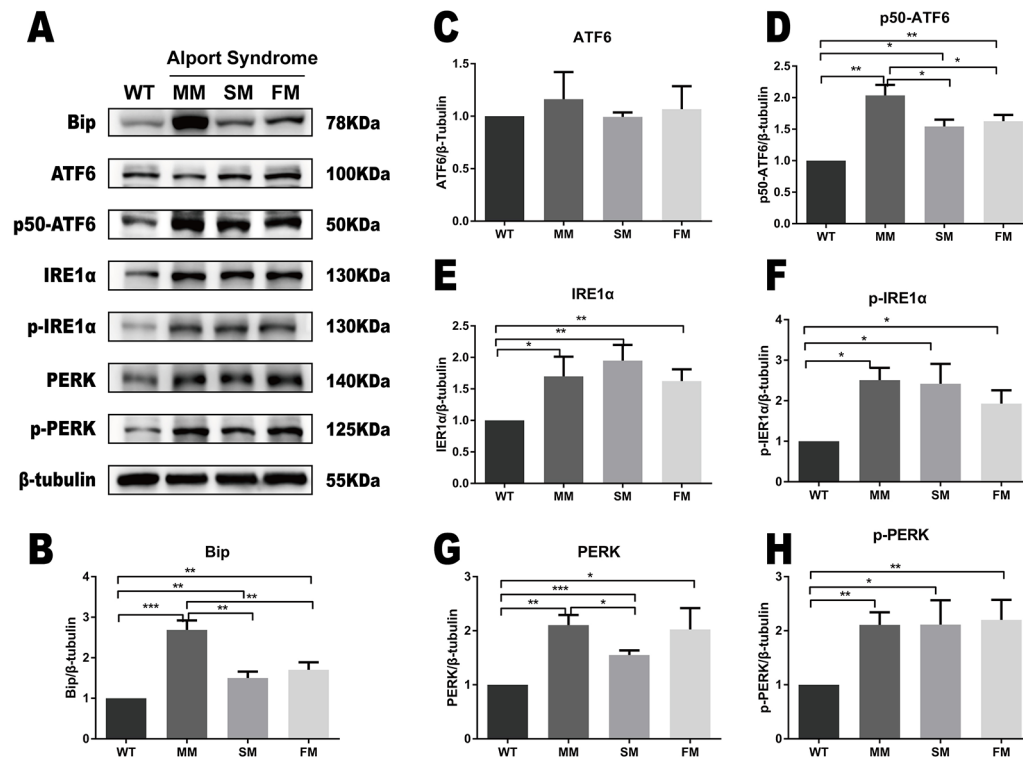 A
Alport Syndrome
WT MM SM FM
Bip 78KDa
ATF6 100KDa
p50-ATF6 50KDa
IRE1α 130KDa
p-IRE1α 130KDa
PERK 140KDa
p-PERK 125KDa
β-tubulin 55KDa
B
Bip
Bip/β-tubulin
4
3
2
1
0
** ** ** *** **
WT MM SM FM
C
ATF6
ATF6/β-Tubulin
1.5
1.0
0.5
0.0
WT MM SM FM
D
p50-ATF6
p50-ATF6/β-tubulin
2.5
2.0
1.5
1.0
0.5
0.0
** * * ** *
WT MM SM FM
E
IRE1α
IER1α/β-tubulin
2.5
2.0
1.5
1.0
0.5
0.0
** ** *
WT MM SM FM
F
p-IRE1α
p-IER1α/β-tubulin
4
3
2
1
0
* * *
WT MM SM FM
G
PERK
PERK/β-tubulin
3
2
1
0
* *** ** *
WT MM SM FM
H
p-PERK
p-PERK/β-tubulin
3
2
1
0
** * **
WT MM SM FM